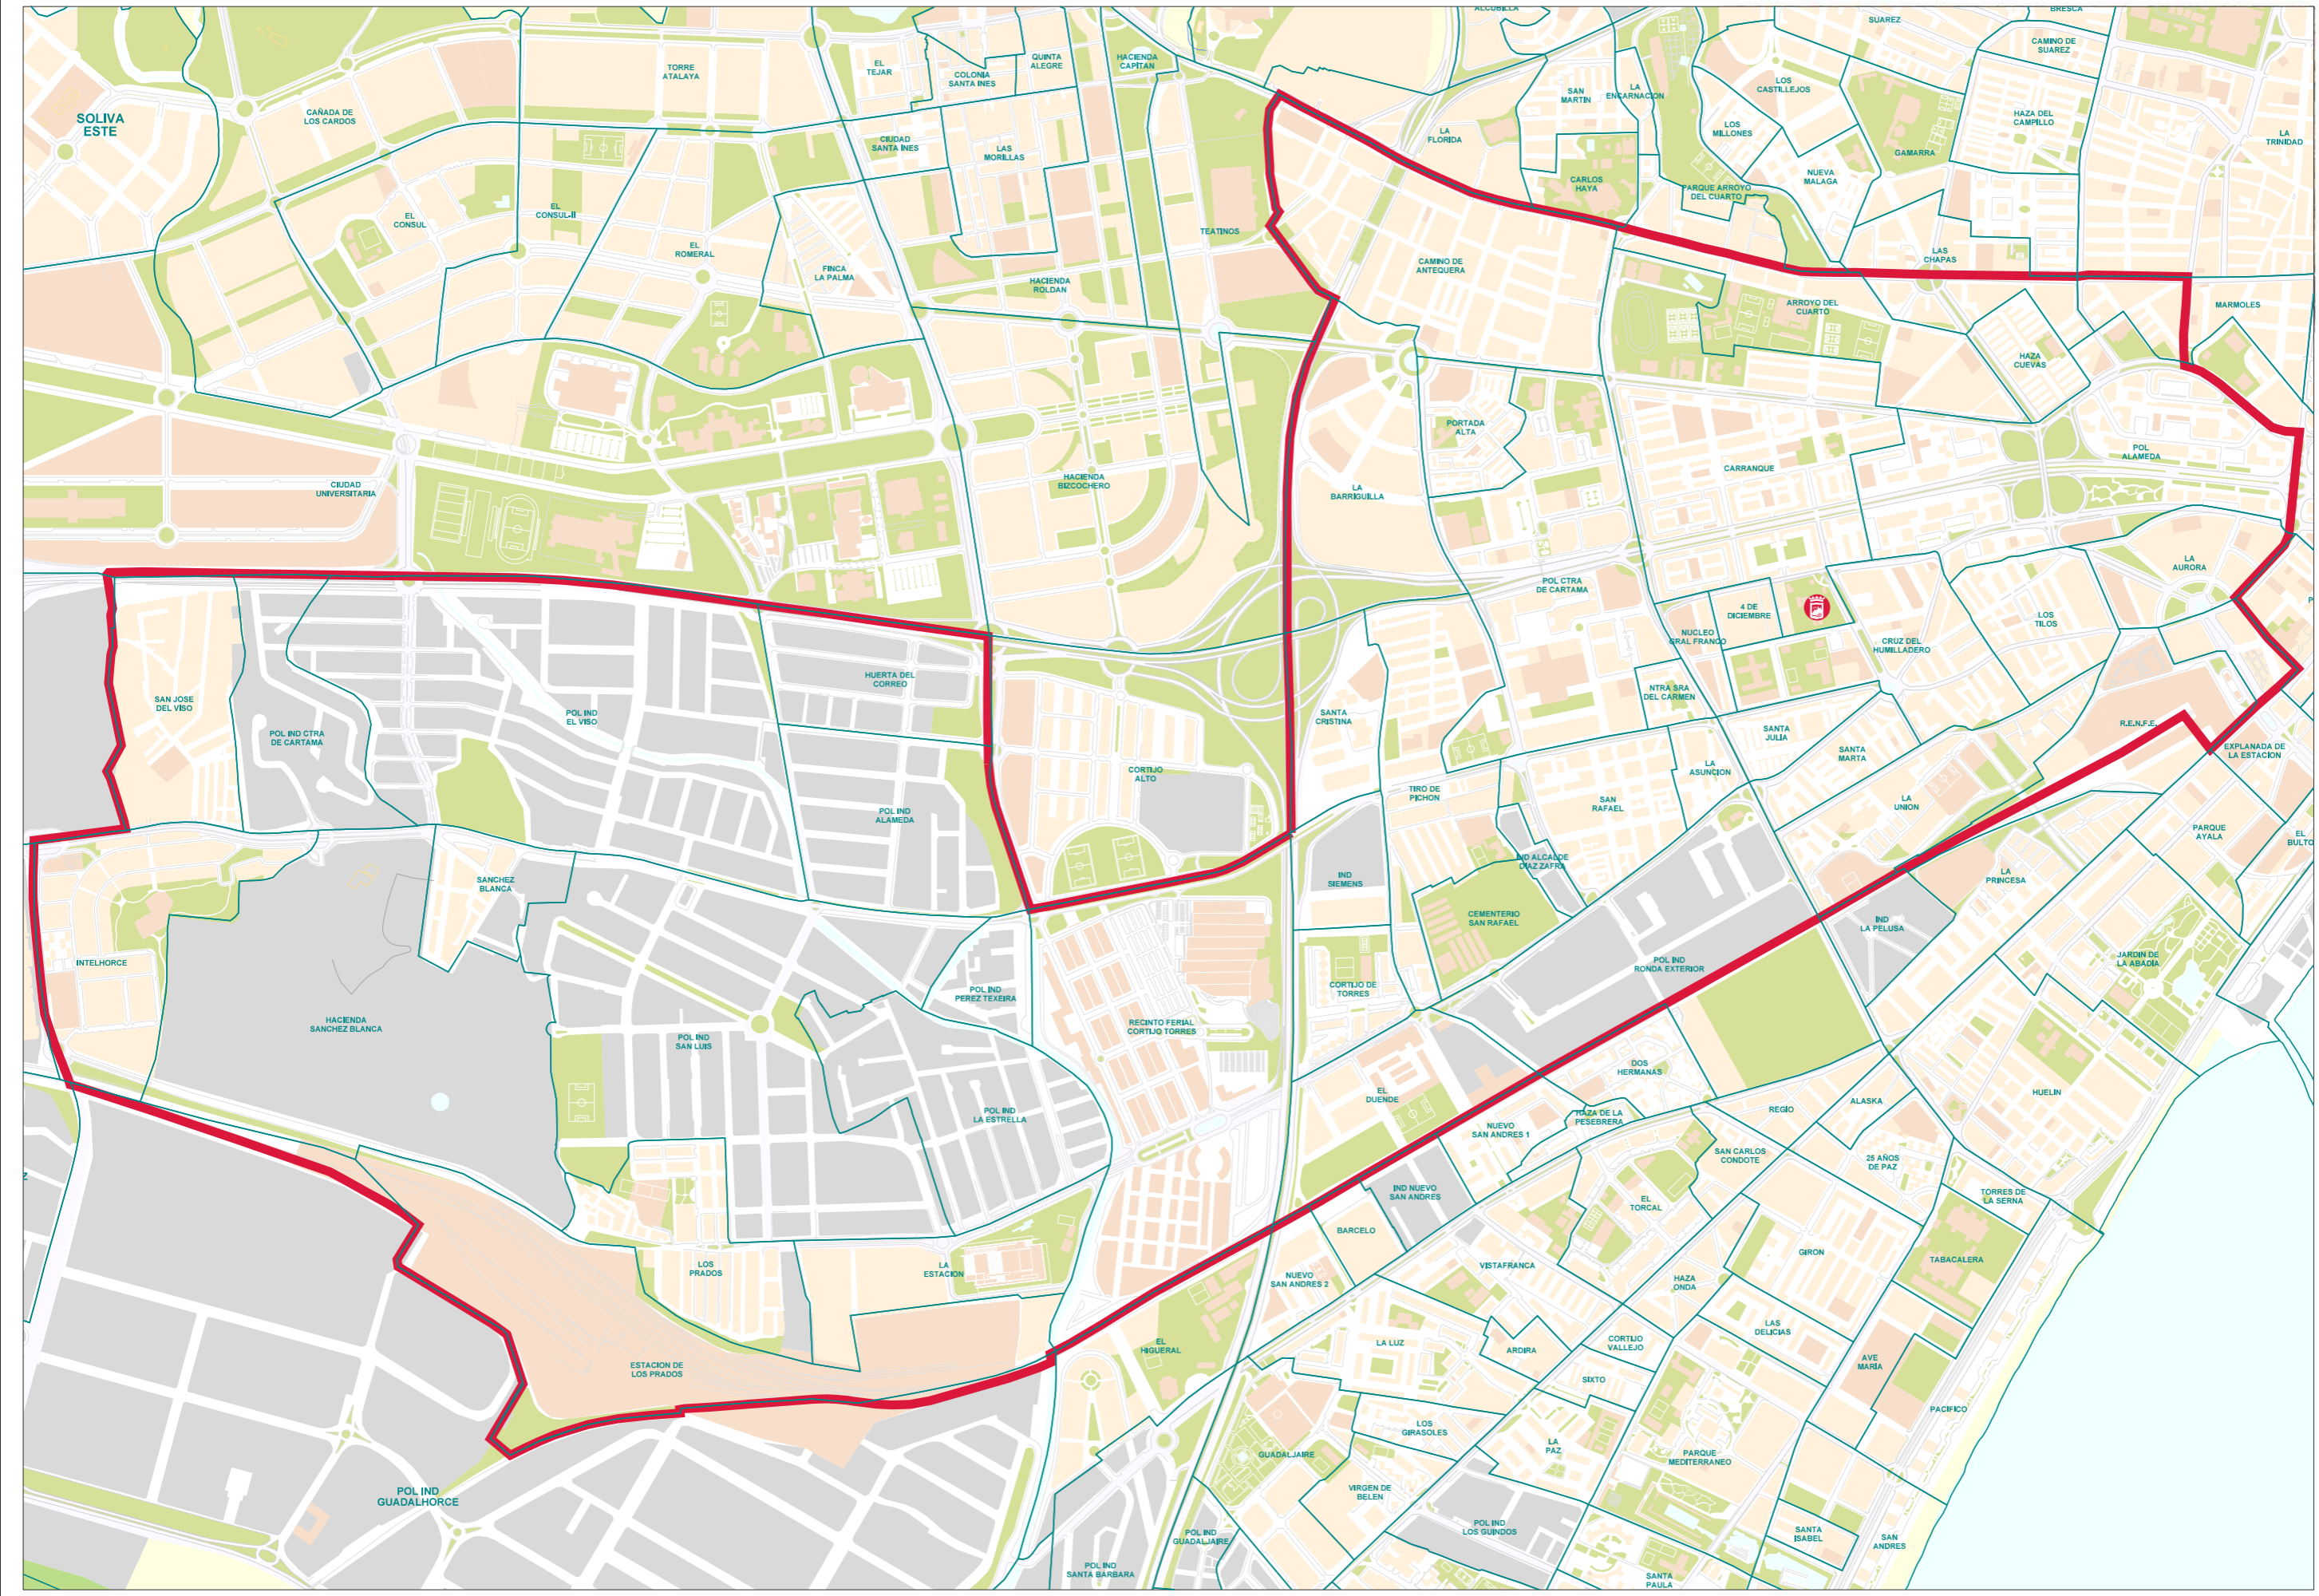 ALCUBILLA
SUAREZ
BRESCA
CAMINO DE
SUAREZ
SOLIVA
ESTE
CAÑADA DE
LOS CARDOS
TORRE
ATALAYA
EL
TEJAR
COLONIA
SANTA INES
QUINTA
ALEGRE
HACIENDA
CAPITAN
SAN
MARTIN
LA
ENCARNACION
LOS
CASTILLEJOS
LOS
MILLONES
HAZA DEL
CAMPILLO
LA
TRINIDAD
LA
FLORIDA
CIUDAD
SANTA INES
LAS
MORILLAS
GAMARRA
NUEVA
MALAGA
CARLOS
HAYA
PARQUE ARROYO
DEL CUARTO
EL
CONSUL
EL
CONSUL-II
EL
ROMERAL
FINCA
LA PALMA
TEATINOS
HACIENDA
ROLDAN
CAMINO DE
ANTEQUERA
LAS
CHAPAS
ARROYO DEL
CUARTO
MARMOLES
HAZA
CUEVAS
PORTADA
ALTA
POL
ALAMEDA
CARRANQUE
CIUDAD
UNIVERSITARIA
HACIENDA
BIZCOCHERO
LA
BARRIGUILLA
LA
AURORA
POL CTRA
DE CARTAMA
4 DE
DICIEMBRE
NUCLEO
GRAL FRANCO
CRUZ DEL
HUMILLADERO
LOS
TILOS
P
SAN JOSE
DEL VISO
POL IND CTRA
DE CARTAMA
POL IND
EL VISO
HUERTA DEL
CORREO
NTRA SRA
DEL CARMEN
SANTA
CRISTINA
SANTA
JULIA
SANTA
MARTA
R.E.N.F.E.
EXPLANADA DE
LA ESTACION
CORTIJO
ALTO
LA
ASUNCION
TIRO DE
PICHON
SAN
RAFAEL
LA
UNION
POL IND
ALAMEDA
PARQUE
AYALA
EL
BULTO
IND ALCALDE
DIAZ ZAFRA
IND
SIEMENS
SANCHEZ
BLANCA
LA
PRINCESA
CEMENTERIO
SAN RAFAEL
IND
LA PELUSA
INTELHORCE
POL IND
RONDA EXTERIOR
JARDIN DE
LA ABADIA
CORTIJO DE
TORRES
POL IND
PEREZ TEXEIRA
HACIENDA
SANCHEZ BLANCA
RECINTO FERIAL
CORTIJO TORRES
POL IND
SAN LUIS
DOS
HERMANAS
EL
DUENDE
HUELIN
POL IND
LA ESTRELLA
REGIO
ALASKA
HAZA DE LA
PESEBRERA
NUEVO
SAN ANDRES 1
SAN CARLOS
CONDOTE
25 AÑOS
DE PAZ
Z
IND NUEVO
SAN ANDRES
EL
TORCAL
TORRES DE
LA SERNA
BARCELO
GIRON
TABACALERA
LOS
PRADOS
LA
ESTACION
NUEVO
SAN ANDRES 2
VISTAFRANCA
HAZA
ONDA
LAS
DELICIAS
EL
HIGUERAL
LA LUZ
ARDIRA
CORTIJO
VALLEJO
AVE
MARIA
ESTACION DE
LOS PRADOS
SIXTO
PACIFICO
LOS
GIRASOLES
LA
PAZ
PARQUE
MEDITERRANEO
GUADALJAIRE
POL IND
GUADALHORCE
VIRGEN DE
BELEN
POL IND
LOS GUINDOS
POL IND
GUADALJAIRE
SANTA
ISABEL
SAN
ANDRES
POL IND
SANTA BARBARA
SANTA
PAULA